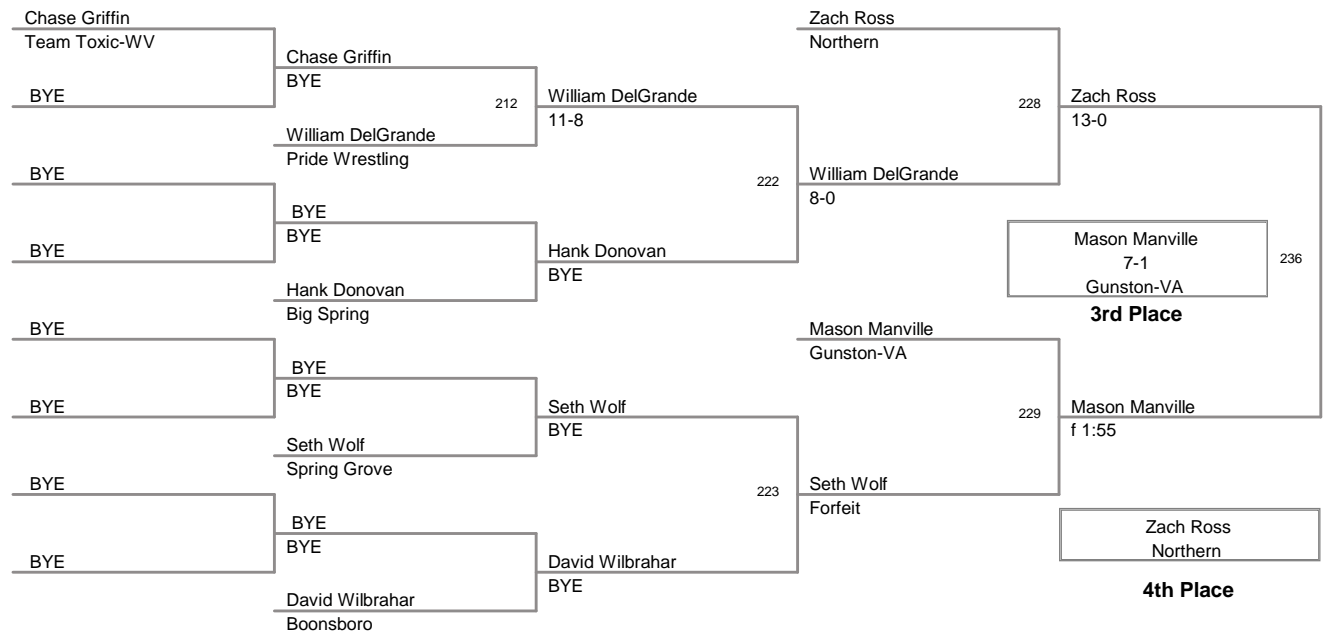 Chase Griffin
Team Toxic-WV
BYE
BYE
BYE
BYE
BYE
BYE
BYE
Chase Griffin
BYE
William DelGrande
Pride Wrestling
BYE
BYE
Hank Donovan
Big Spring
BYE
BYE
Seth Wolf
Spring Grove
BYE
BYE
David Wilbrahar
Boonsboro
212
William DelGrande
11-8
Hank Donovan
BYE
Seth Wolf
BYE
David Wilbrahar
BYE
222
223
Zach Ross
Northern
William DelGrande
8-0
Mason Manville
Gunston-VA
Seth Wolf
Forfeit
228
229
Zach Ross
13-0
Mason Manville
7-1
Gunston-VA
236
3rd Place
Mason Manville
f 1:55
Zach Ross
Northern
4th Place